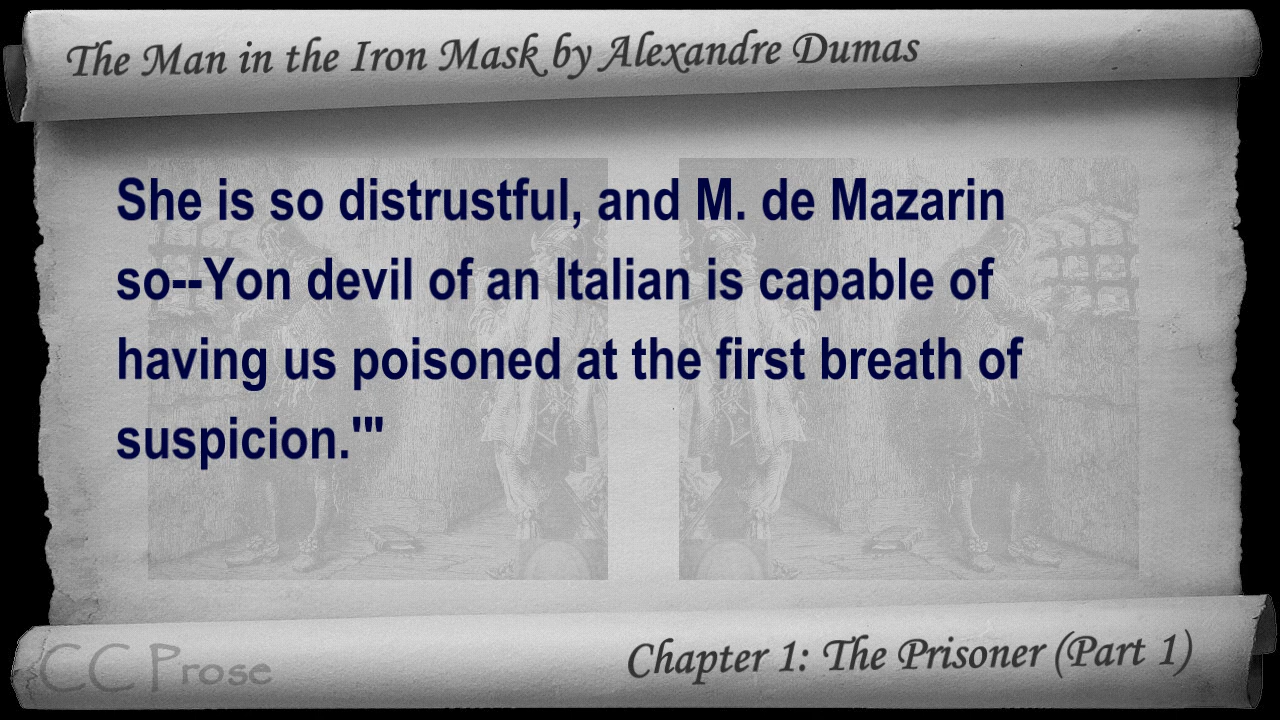 The Man in the Iron Mask by Alexandre Dumas
She is so distrustful, and M. de Mazarin
so--Yon devil of an Italian is capable of
having us poisoned at the first breath of
suspicion.'"
CC Prose
Chapter 1: The Prisoner (Part 1)